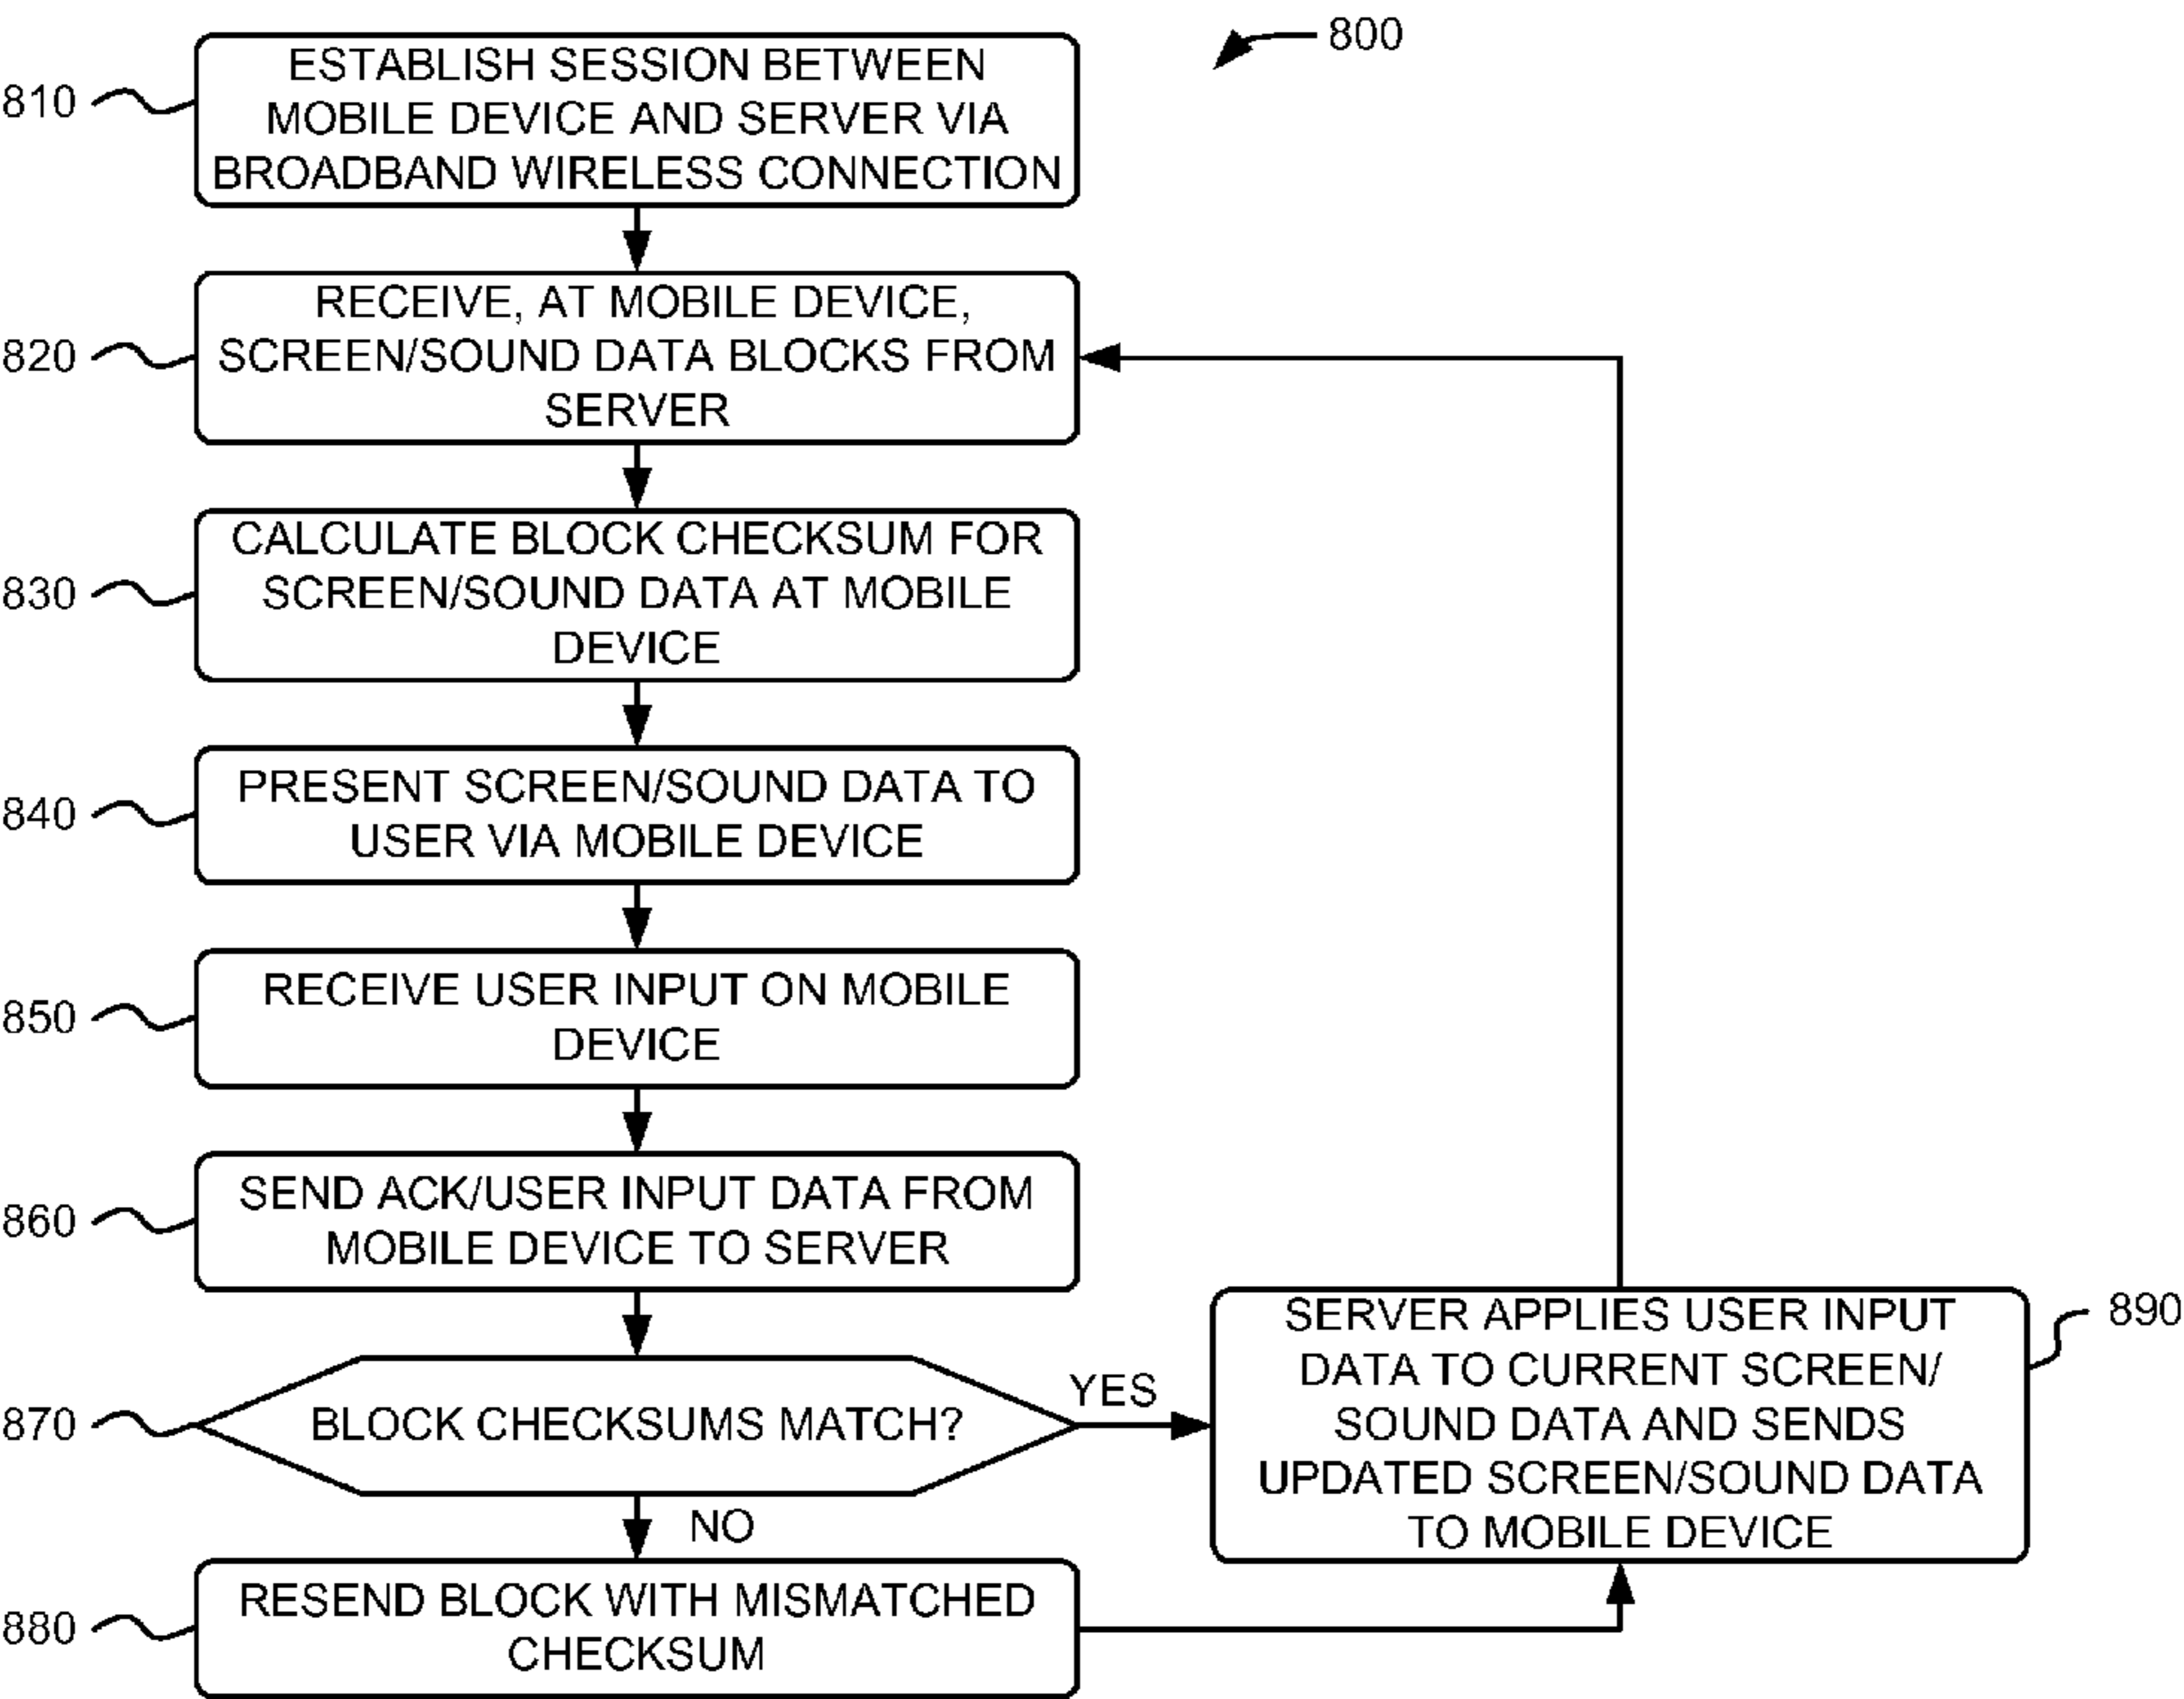 800
810
ESTABLISH SESSION BETWEEN
MOBILE DEVICE AND SERVER VIA
BROADBAND WIRELESS CONNECTION
820
RECEIVE, AT MOBILE DEVICE,
SCREEN/SOUND DATA BLOCKS FROM
SERVER
830
CALCULATE BLOCK CHECKSUM FOR
SCREEN/SOUND DATA AT MOBILE
DEVICE
840
PRESENT SCREEN/SOUND DATA TO
USER VIA MOBILE DEVICE
850
RECEIVE USER INPUT ON MOBILE
DEVICE
860
SEND ACK/USER INPUT DATA FROM
MOBILE DEVICE TO SERVER
870
BLOCK CHECKSUMS MATCH?
YES
NO
880
RESEND BLOCK WITH MISMATCHED
CHECKSUM
890
SERVER APPLIES USER INPUT
DATA TO CURRENT SCREEN/
SOUND DATA AND SENDS
UPDATED SCREEN/SOUND DATA
TO MOBILE DEVICE